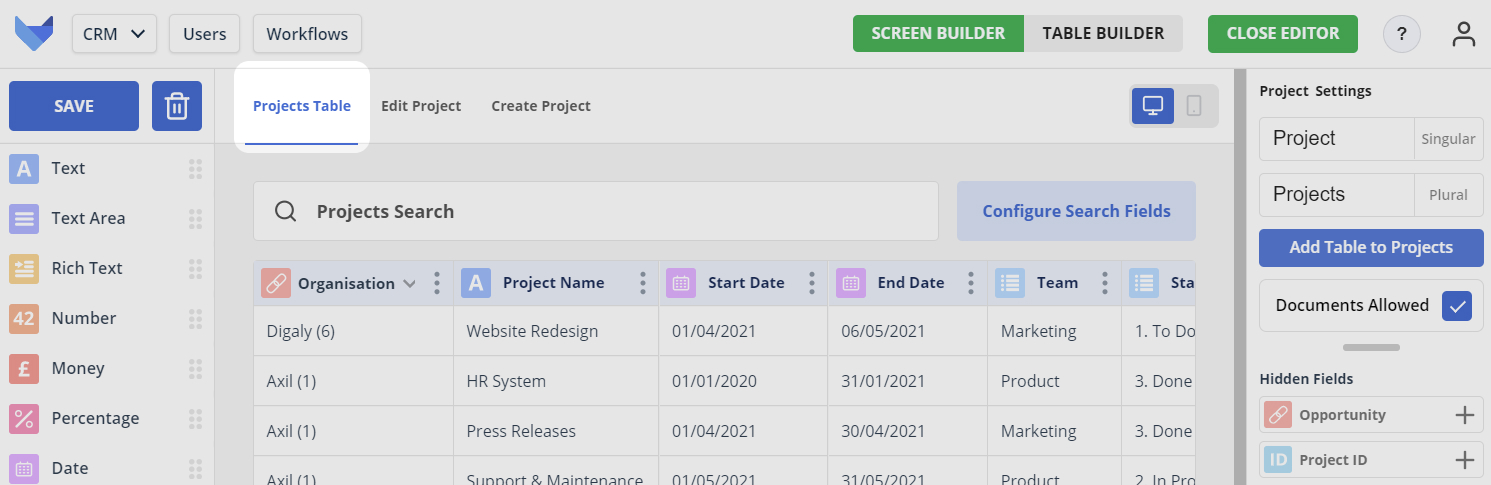 CRM Users Workflows SCREEN BUILDER TABLE BUILDER CLOSE EDITOR ?
SAVE
Projects Table Edit Project Create Project
A Text
Text Area
Rich Text
42 Number
£ Money
% Percentage
Date
Projects Search
Configure Search Fields
Organisation A Project Name Start Date End Date Team Sta
Digaly (6) Website Redesign 01/04/2021 06/05/2021 Marketing 1. To Do
Axil (1) HR System 01/01/2020 31/01/2021 Product 3. Done
Axil (1) Press Releases 01/04/2021 30/04/2021 Marketing 3. Done
Axil (1) Support & Maintenance 01/05/2021 31/05/2021 Product 2. In Pro
Project Settings
Project Singular
Projects Plural
Add Table to Projects
Documents Allowed
Hidden Fields
Opportunity
ID Project ID